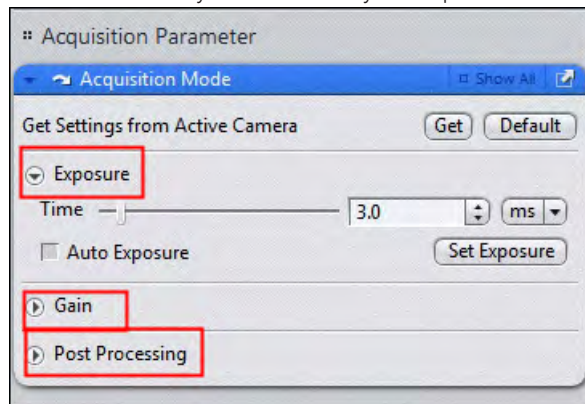 Acquisition Parameter
Acquisition Mode Show All
Get Settings from Active Camera Get Default
Exposure
Time 3.0 ms
Auto Exposure Set Exposure
Gain
Post Processing